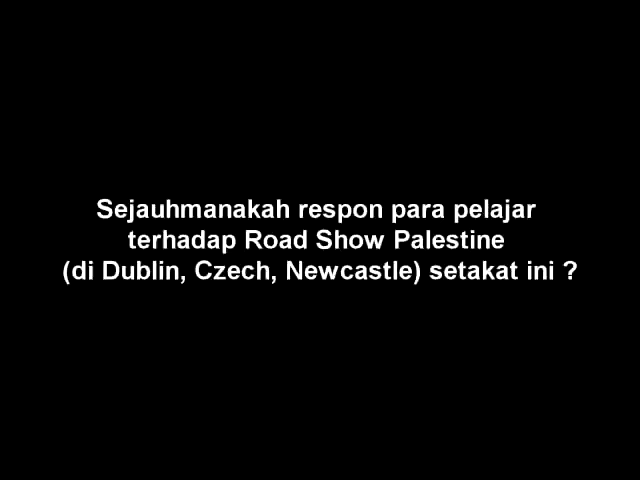 Sejauhmanakah respon para pelajar
terhadap Road Show Palestine
(di Dublin, Czech, Newcastle) setakat ini ?